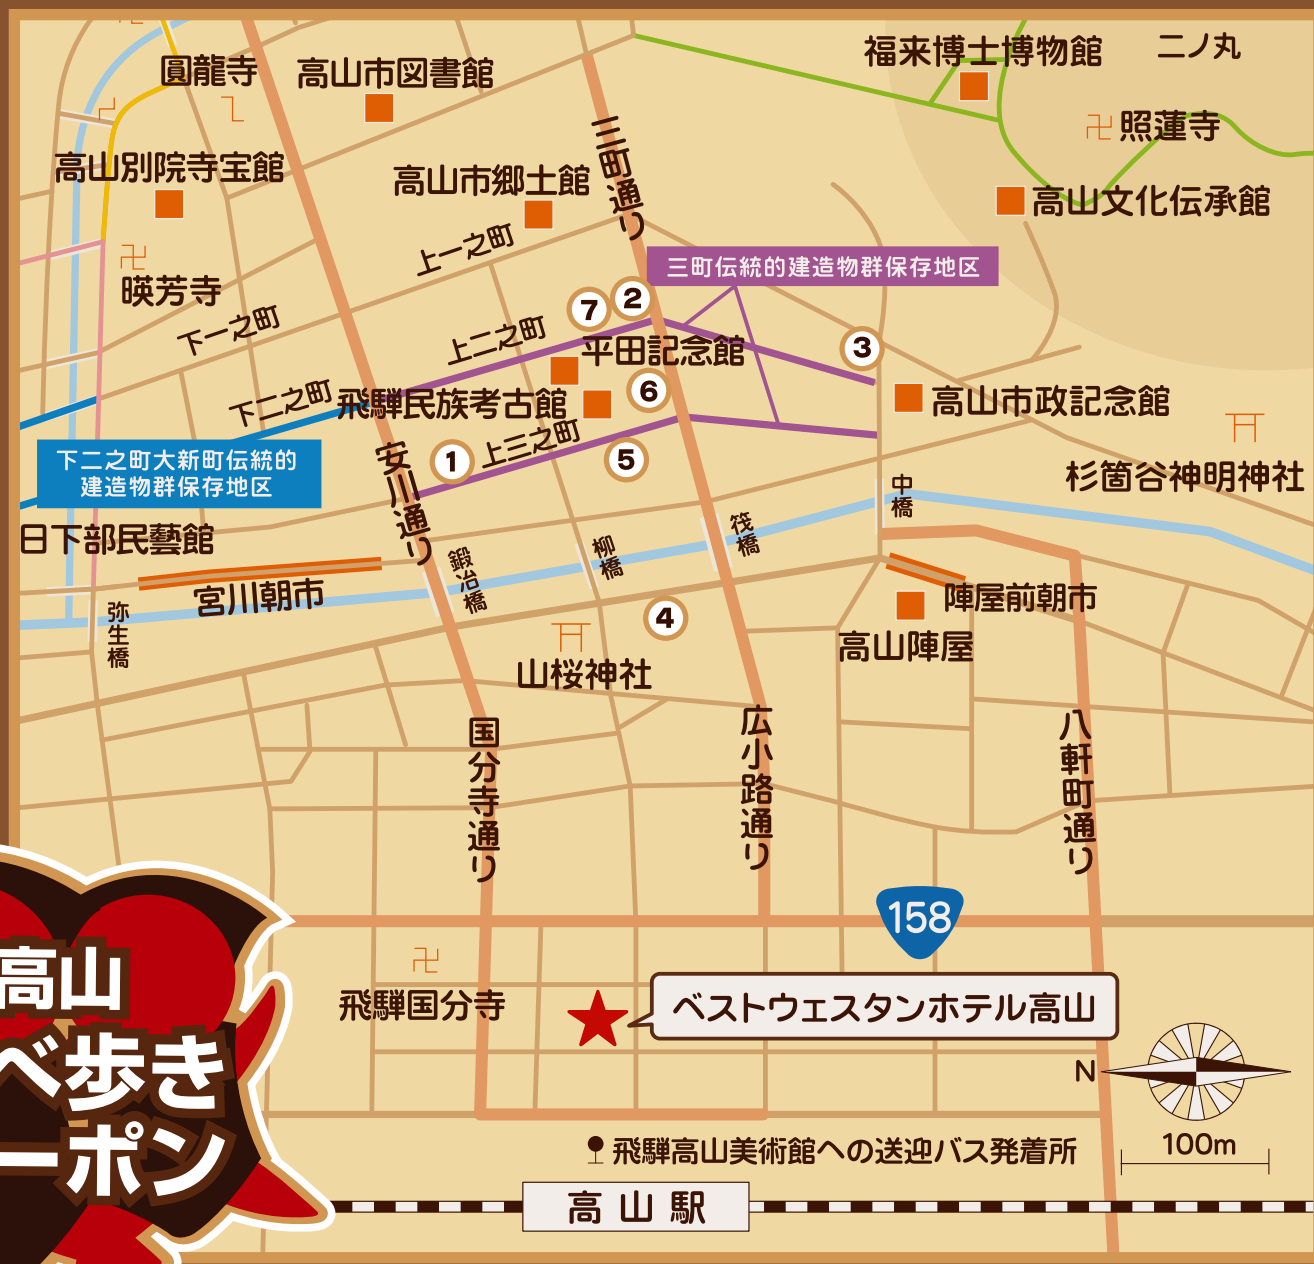 圓龍寺
高山市図書館
福来博士博物館
二ノ丸
照蓮寺
三町通り
高山別院寺宝館
高山市郷土館
高山文化伝承館
上一之町
三町伝統的建造物群保存地区
暎芳寺
下一之町
7
2
上二之町
平田記念館
3
下二之町
飛騨民族考古館
6
高山市政記念館
上三之町
1
5
安川通り
下二之町大新町伝統的
建造物群保存地区
杉箇谷神明神社
中橋
日下部民藝館
筏橋
柳橋
鍛冶橋
宮川朝市
陣屋前朝市
弥生橋
4
高山陣屋
山桜神社
国分寺通り
広小路通り
八軒町通り
158
高山
べ歩き
ーポン
飛騨国分寺
ベストウェスタンホテル高山
N
100m
飛騨高山美術館への送迎バス発着所
高山駅